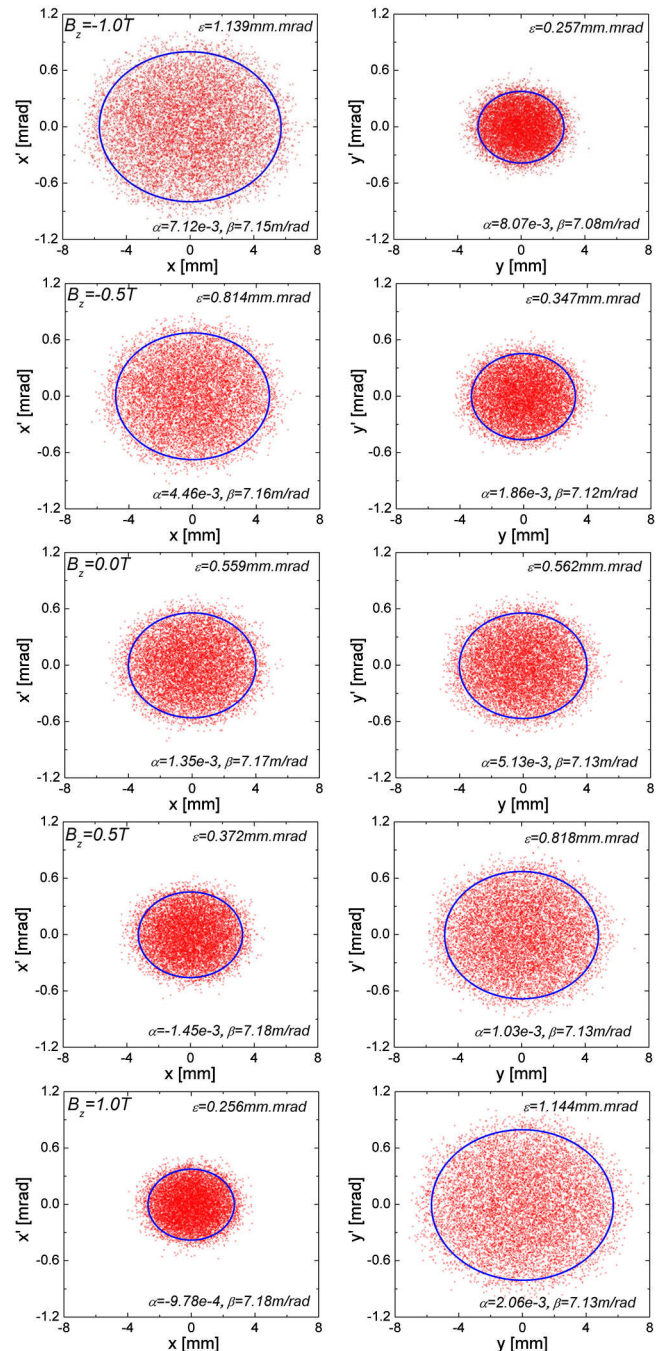 B_z=-1.0T
ε=1.139mm.mrad
1.2
0.6
0.0
-0.6
-1.2
x' [mrad]
α=7.12e-3, β=7.15m/rad
-8 -4 0 4 8
x [mm]
ε=0.257mm.mrad
1.2
0.6
0.0
-0.6
-1.2
y' [mrad]
α=8.07e-3, β=7.08m/rad
-8 -4 0 4 8
y [mm]
B_z=-0.5T
ε=0.814mm.mrad
1.2
0.6
0.0
-0.6
-1.2
x' [mrad]
α=4.46e-3, β=7.16m/rad
-8 -4 0 4 8
x [mm]
ε=0.347mm.mrad
1.2
0.6
0.0
-0.6
-1.2
y' [mrad]
α=1.86e-3, β=7.12m/rad
-8 -4 0 4 8
y [mm]
B_z=0.0T
ε=0.559mm.mrad
1.2
0.6
0.0
-0.6
-1.2
x' [mrad]
α=1.35e-3, β=7.17m/rad
-8 -4 0 4 8
x [mm]
ε=0.562mm.mrad
1.2
0.6
0.0
-0.6
-1.2
y' [mrad]
α=5.13e-3, β=7.13m/rad
-8 -4 0 4 8
y [mm]
B_z=0.5T
ε=0.372mm.mrad
1.2
0.6
0.0
-0.6
-1.2
x' [mrad]
α=-1.45e-3, β=7.18m/rad
-8 -4 0 4 8
x [mm]
ε=0.818mm.mrad
1.2
0.6
0.0
-0.6
-1.2
y' [mrad]
α=1.03e-3, β=7.13m/rad
-8 -4 0 4 8
y [mm]
B_z=1.0T
ε=0.256mm.mrad
1.2
0.6
0.0
-0.6
-1.2
x' [mrad]
α=-9.78e-4, β=7.18m/rad
-8 -4 0 4 8
x [mm]
ε=1.144mm.mrad
1.2
0.6
0.0
-0.6
-1.2
y' [mrad]
α=2.06e-3, β=7.13m/rad
-8 -4 0 4 8
y [mm]